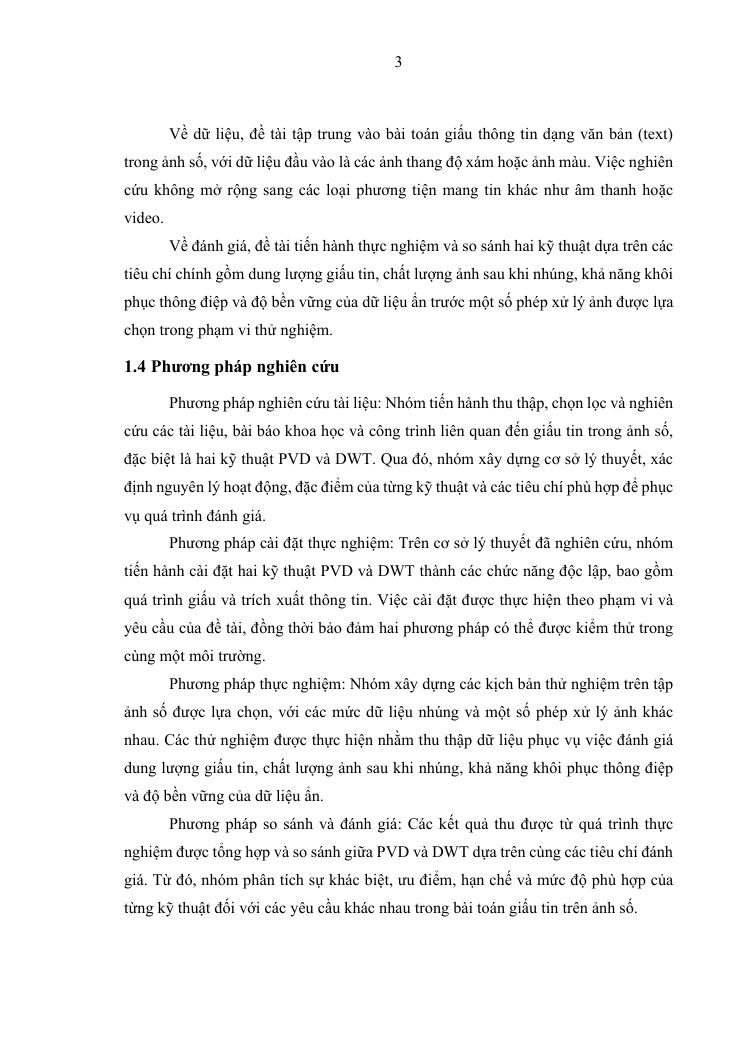 3
Về dữ liệu, đề tài tập trung vào bài toán giấu thông tin dạng văn bản (text)
trong ảnh số, với dữ liệu đầu vào là các ảnh thang độ xám hoặc ảnh màu. Việc nghiên
cứu không mở rộng sang các loại phương tiện mang tin khác như âm thanh hoặc
video.
Về đánh giá, đề tài tiến hành thực nghiệm và so sánh hai kỹ thuật dựa trên các
tiêu chí chính gồm dung lượng giấu tin, chất lượng ảnh sau khi nhúng, khả năng khôi
phục thông điệp và độ bền vững của dữ liệu ẩn trước một số phép xử lý ảnh được lựa
chọn trong phạm vi thử nghiệm.
1.4 Phương pháp nghiên cứu
Phương pháp nghiên cứu tài liệu: Nhóm tiến hành thu thập, chọn lọc và nghiên
cứu các tài liệu, bài báo khoa học và công trình liên quan đến giấu tin trong ảnh số,
đặc biệt là hai kỹ thuật PVD và DWT. Qua đó, nhóm xây dựng cơ sở lý thuyết, xác
định nguyên lý hoạt động, đặc điểm của từng kỹ thuật và các tiêu chí phù hợp để phục
vụ quá trình đánh giá.
Phương pháp cài đặt thực nghiệm: Trên cơ sở lý thuyết đã nghiên cứu, nhóm
tiến hành cài đặt hai kỹ thuật PVD và DWT thành các chức năng độc lập, bao gồm
quá trình giấu và trích xuất thông tin. Việc cài đặt được thực hiện theo phạm vi và
yêu cầu của đề tài, đồng thời bảo đảm hai phương pháp có thể được kiểm thử trong
cùng một môi trường.
Phương pháp thực nghiệm: Nhóm xây dựng các kịch bản thử nghiệm trên tập
ảnh số được lựa chọn, với các mức dữ liệu nhúng và một số phép xử lý ảnh khác
nhau. Các thử nghiệm được thực hiện nhằm thu thập dữ liệu phục vụ việc đánh giá
dung lượng giấu tin, chất lượng ảnh sau khi nhúng, khả năng khôi phục thông điệp
và độ bền vững của dữ liệu ẩn.
Phương pháp so sánh và đánh giá: Các kết quả thu được từ quá trình thực
nghiệm được tổng hợp và so sánh giữa PVD và DWT dựa trên cùng các tiêu chí đánh
giá. Từ đó, nhóm phân tích sự khác biệt, ưu điểm, hạn chế và mức độ phù hợp của
từng kỹ thuật đối với các yêu cầu khác nhau trong bài toán giấu tin trên ảnh số.